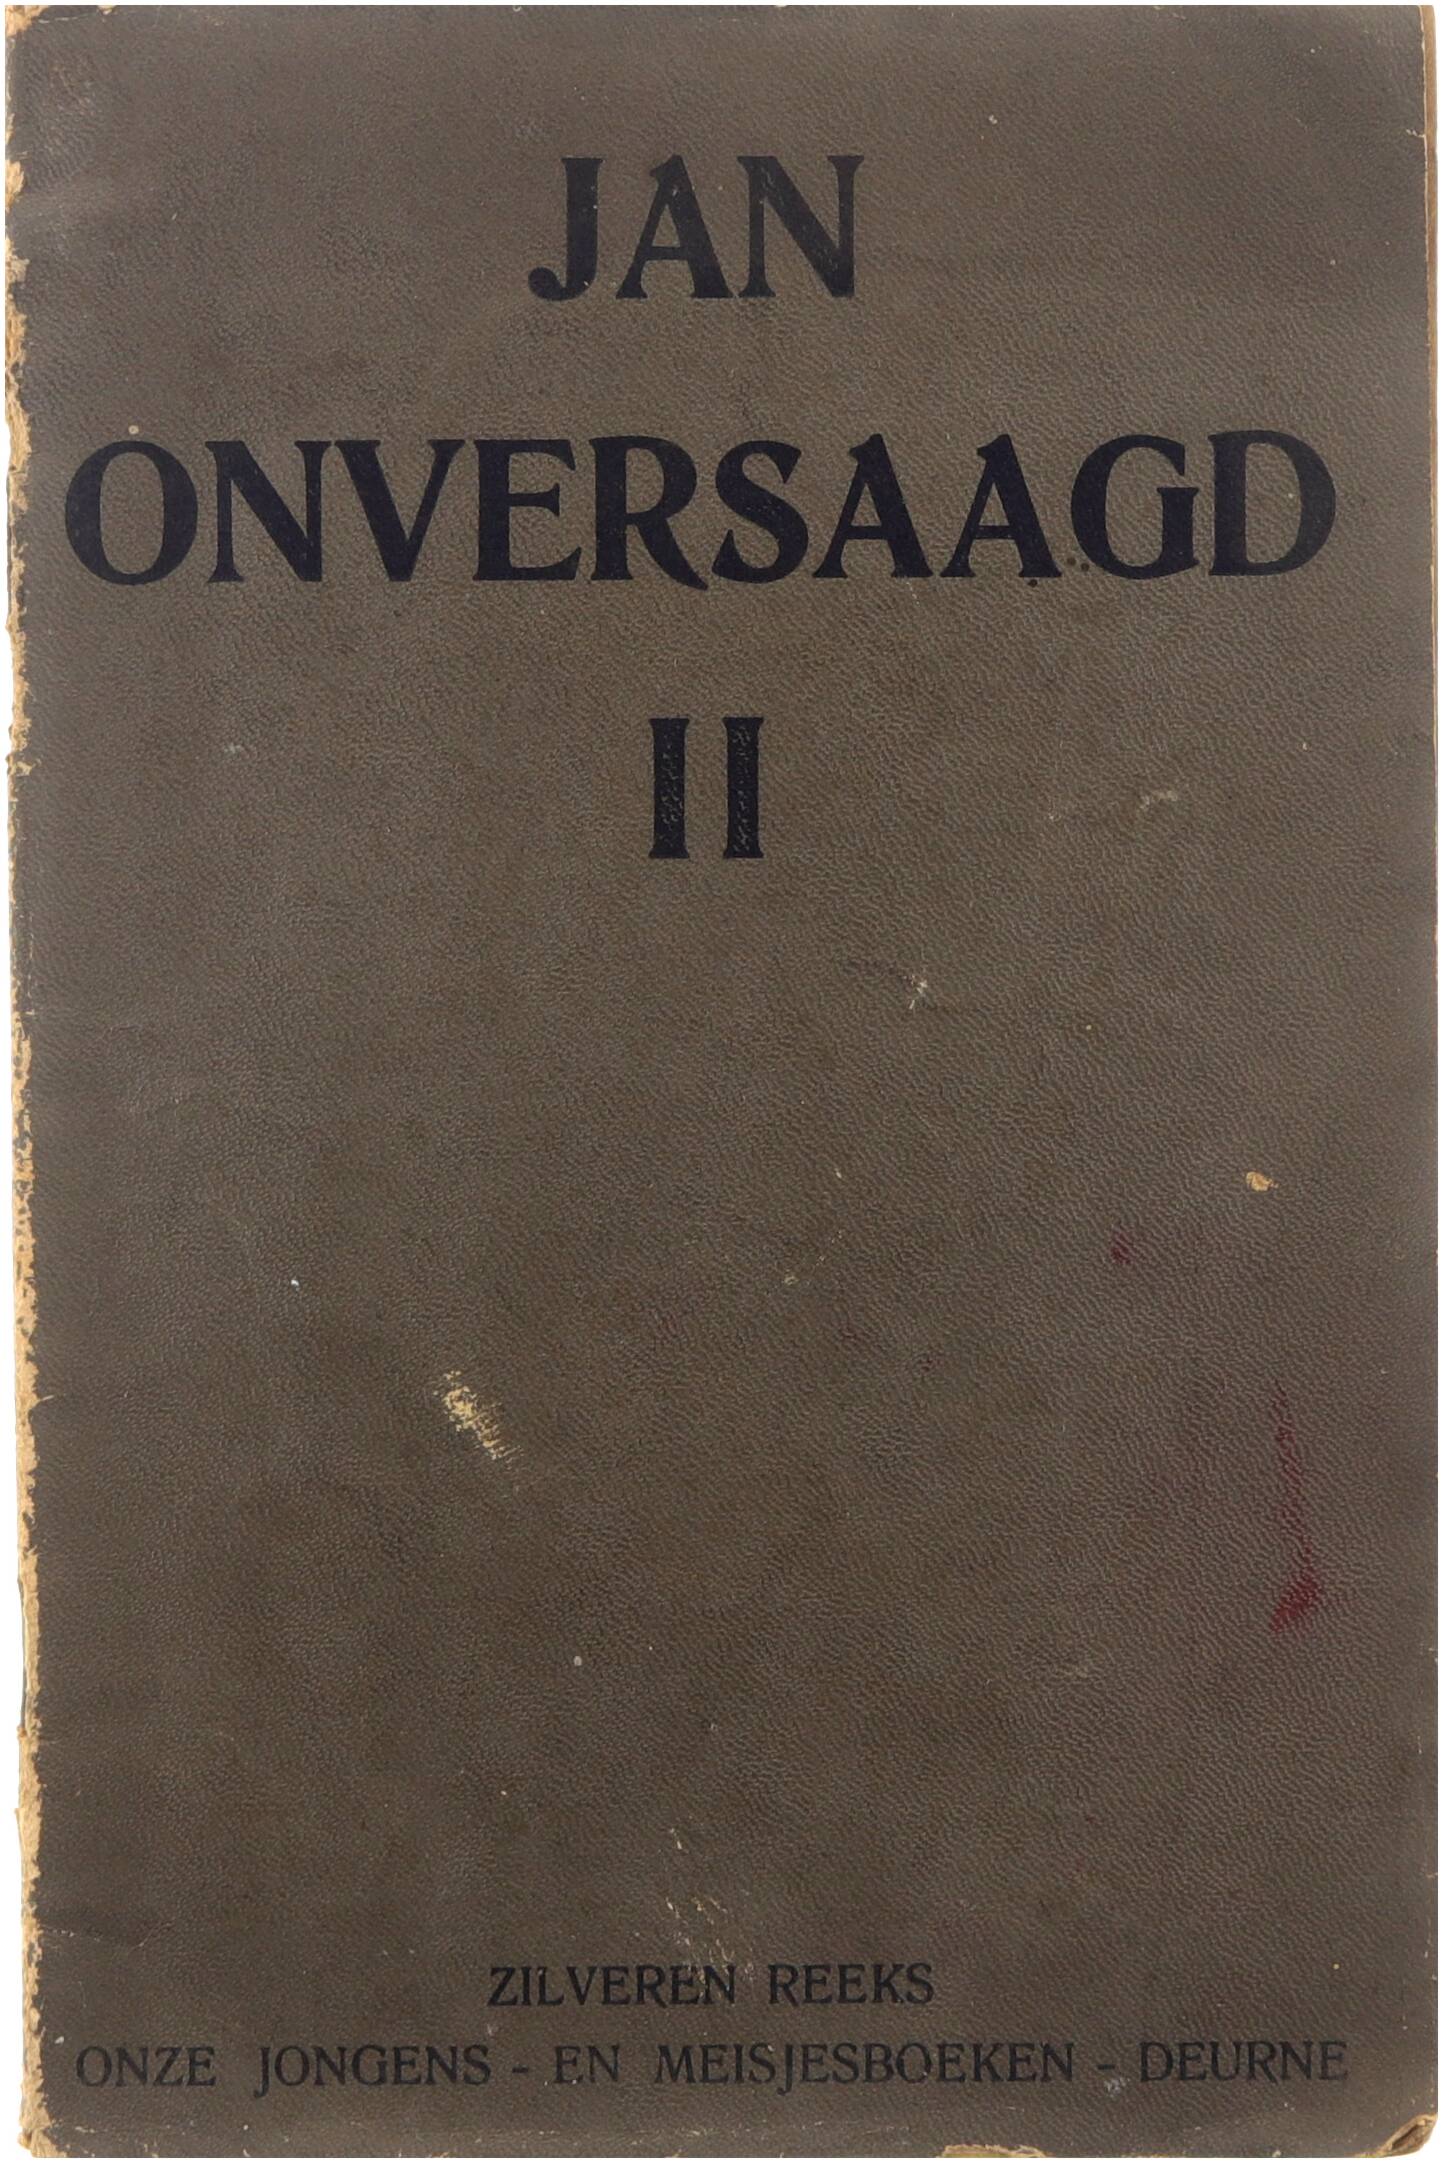 JAN
ONVERSAAGD
II
ZILVEREN REEKS
ONZE JONGENS - EN MEISJESBOEKEN - DEURNE